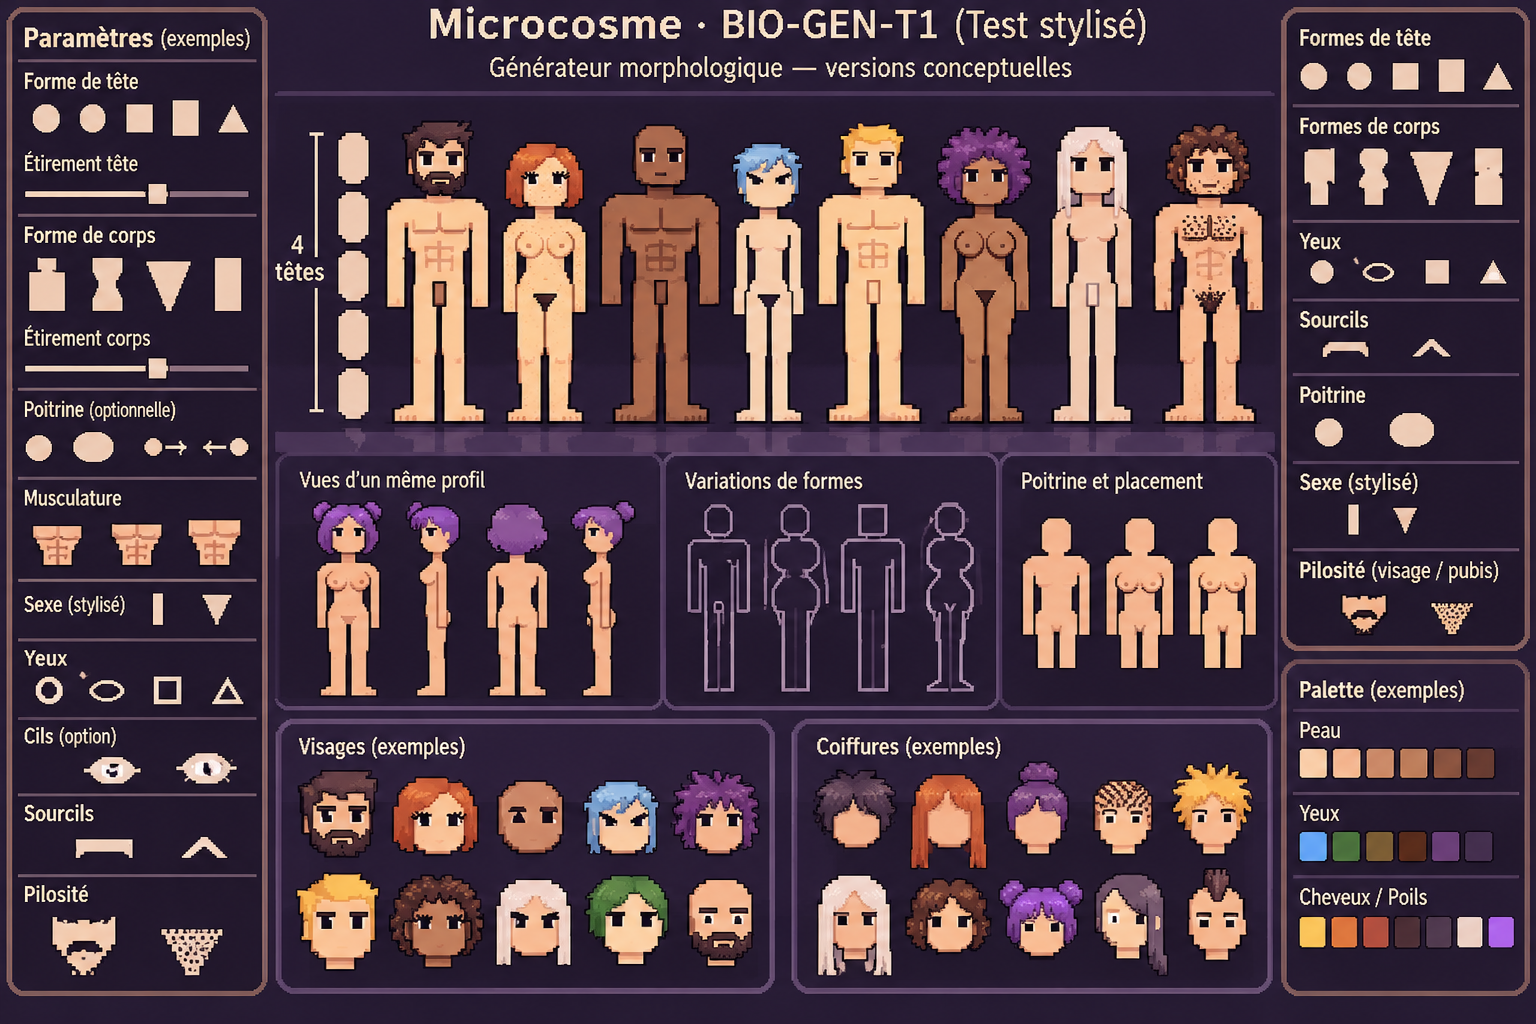 Microcosme · BIO-GEN-T1 (Test stylisé)
Générateur morphologique — versions conceptuelles
Paramètres (exemples)
Forme de tête
Étirement tête
Forme de corps
Étirement corps
Poitrine (optionnelle)
Musculature
Sexe (stylisé)
Yeux
Cils (option)
Sourcils
Pilosité
4
têtes
Vues d'un même profil
Variations de formes
Poitrine et placement
Visages (exemples)
Coiffures (exemples)
Formes de tête
Formes de corps
Yeux
Sourcils
Poitrine
Sexe (stylisé)
Pilosité (visage / pubis)
Palette (exemples)
Peau
Yeux
Cheveux / Poils